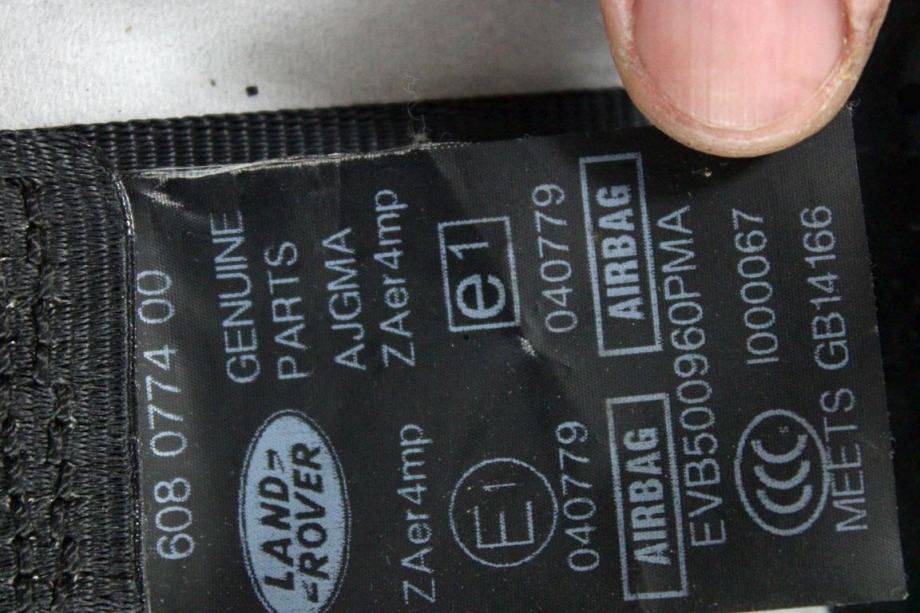 608 0774 00
LAND
ROVER
GENUINE
PARTS
AJGMA
ZAer4mp ZAer4mp
E1 e1
040779 040779
AIRBAG AIRBAG
EVB500960PMA
CCC S I000067
MEETS GB14166